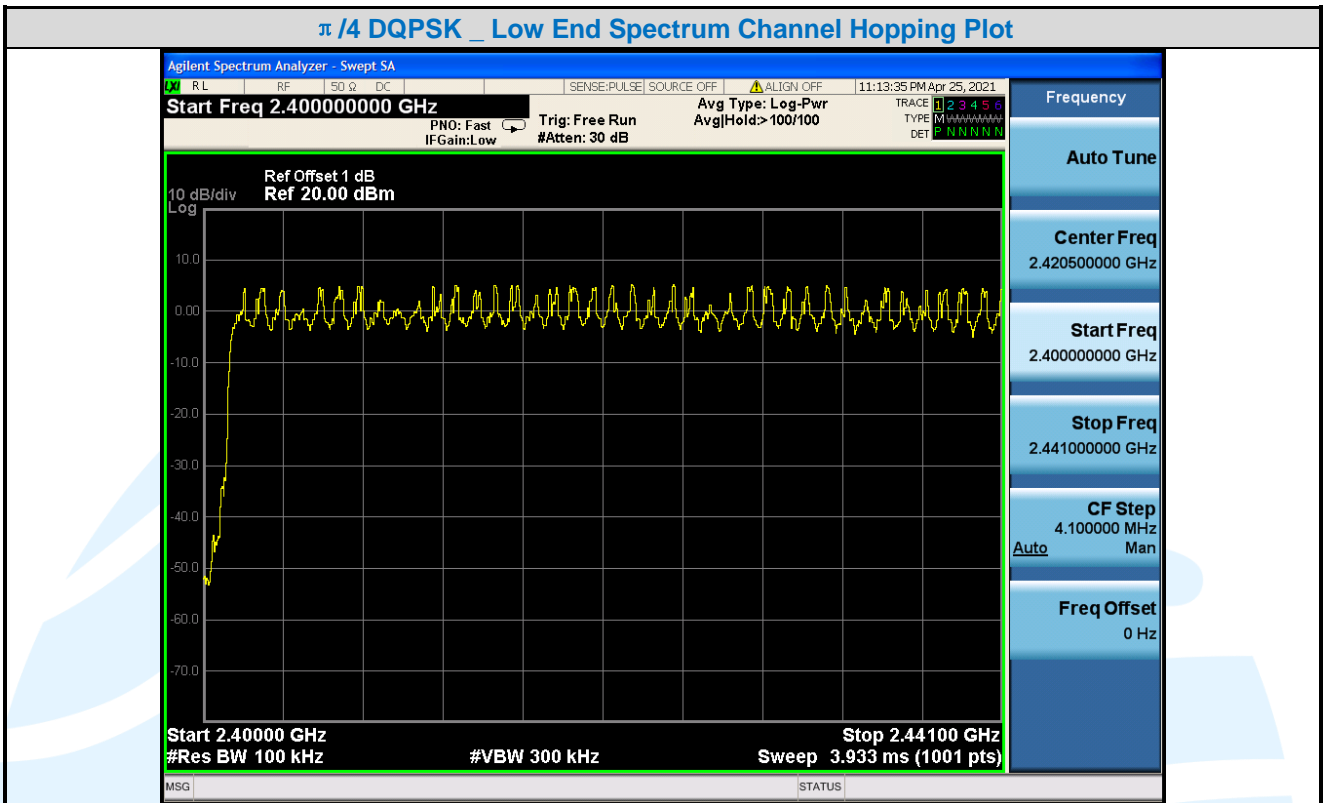 π/4 DQPSK _ Low End Spectrum Channel Hopping Plot
Agilent Spectrum Analyzer - Swept SA
LXI RL RF 50 Ω DC SENSE:PULSE SOURCE OFF ALIGN OFF 11:13:35 PM Apr 25, 2021
Start Freq 2.400000000 GHz
PNO: Fast
IFGain:Low
Trig: Free Run
#Atten: 30 dB
Avg Type: Log-Pwr
Avg|Hold:>100/100
TRACE 1 2 3 4 5 6
TYPE M WWWWW
DET P N N N N N
Ref Offset 1 dB
10 dB/div Ref 20.00 dBm
Log
10.0
0.00
-10.0
-20.0
-30.0
-40.0
-50.0
-60.0
-70.0
Start 2.40000 GHz Stop 2.44100 GHz
#Res BW 100 kHz #VBW 300 kHz Sweep 3.933 ms (1001 pts)
MSG STATUS
Frequency
Auto Tune
Center Freq
2.420500000 GHz
Start Freq
2.400000000 GHz
Stop Freq
2.441000000 GHz
CF Step
4.100000 MHz
Auto Man
Freq Offset
0 Hz